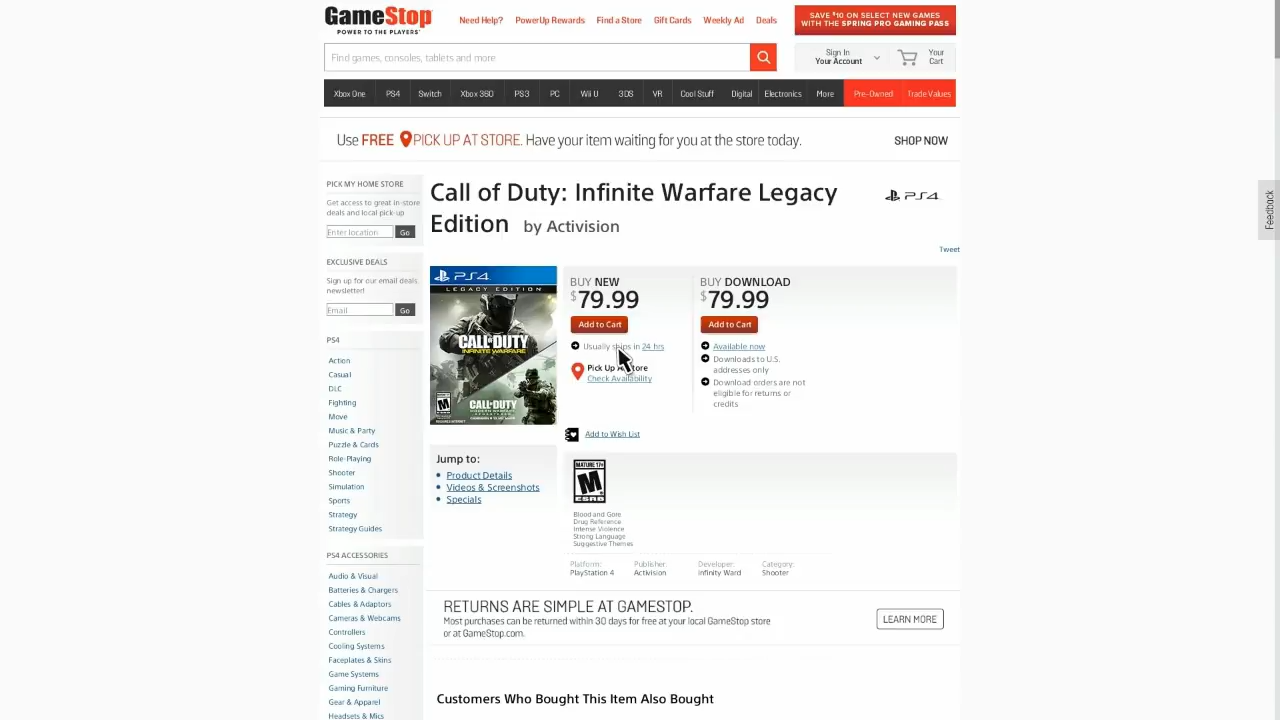 GameStop
POWER TO THE PLAYERS
Need Help?
PowerUp Rewards
Find a Store
Gift Cards
Weekly Ad
Deals
SAVE $10 ON SELECT NEW GAMES
WITH THE SPRING PRO GAMING PASS
Find games, consoles, tablets and more
Sign In
Your Account
Your
Cart
Xbox One
PS4
Switch
Xbox 360
PS3
PC
Wii U
3DS
VR
Cool Stuff
Digital
Electronics
More
Pre-Owned
Trade Values
Use FREE PICK UP AT STORE. Have your item waiting for you at the store today.
SHOP NOW
PICK MY HOME STORE
Get access to great in-store
deals and local pick-up
Enter location
Go
EXCLUSIVE DEALS
Sign up for our email deals
newsletter!
Email
Go
PS4
Action
Casual
DLC
Fighting
Move
Music & Party
Puzzle & Cards
Role-Playing
Shooter
Simulation
Sports
Strategy
Strategy Guides
PS4 ACCESSORIES
Audio & Visual
Batteries & Chargers
Cables & Adaptors
Cameras & Webcams
Controllers
Cooling Systems
Faceplates & Skins
Game Systems
Gaming Furniture
Gear & Apparel
Headsets & Mics
Call of Duty: Infinite Warfare Legacy
Edition by Activision
PS4
Tweet
PS4
LEGACY EDITION
CALL OF DUTY
INFINITE WARFARE
M
CALL OF DUTY
MODERN WARFARE
BUY NEW
$79.99
Add to Cart
Usually ships in 24 hrs
Pick Up At Store
Check Availability
BUY DOWNLOAD
$79.99
Add to Cart
Available now
Downloads to U.S.
addresses only
Download orders are not
eligible for returns or
credits
Add to Wish List
Jump to:
Product Details
Videos & Screenshots
Specials
MATURE 17+
M
ESRB
Blood and Gore
Drug Reference
Intense Violence
Strong Language
Suggestive Themes
Platform:
PlayStation 4
Publisher:
Activision
Developer:
Infinity Ward
Category:
Shooter
RETURNS ARE SIMPLE AT GAMESTOP.
Most purchases can be returned within 30 days for free at your local GameStop store
or at GameStop.com.
LEARN MORE
Customers Who Bought This Item Also Bought
Feedback